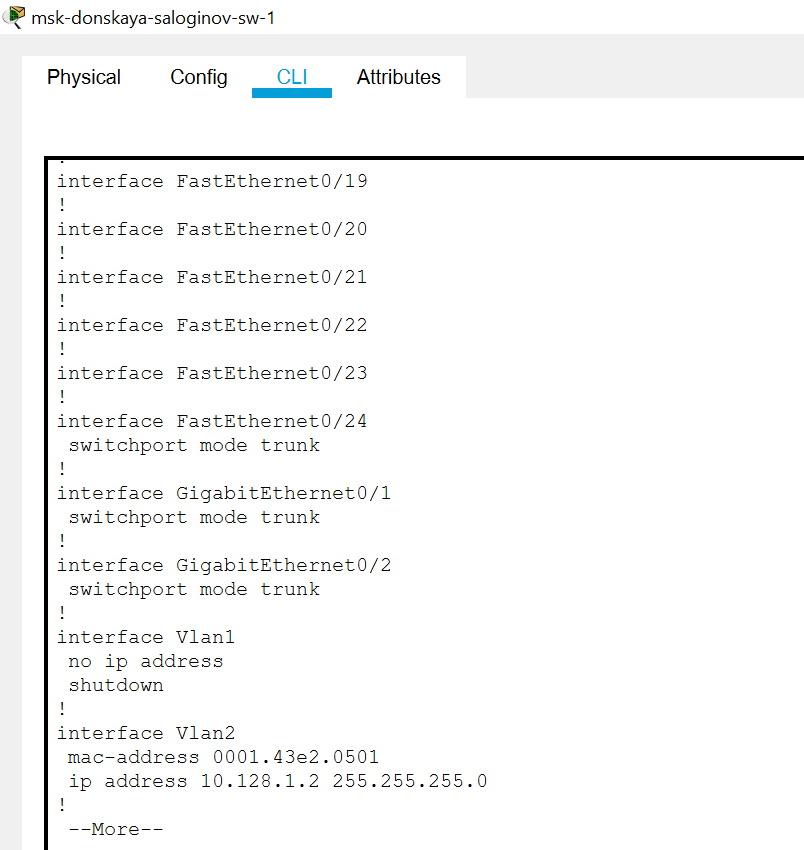 msk-donskaya-saloginov-sw-1
Physical Config CLI Attributes
!
interface FastEthernet0/19
!
interface FastEthernet0/20
!
interface FastEthernet0/21
!
interface FastEthernet0/22
!
interface FastEthernet0/23
!
interface FastEthernet0/24
 switchport mode trunk
!
interface GigabitEthernet0/1
 switchport mode trunk
!
interface GigabitEthernet0/2
 switchport mode trunk
!
interface Vlan1
 no ip address
 shutdown
!
interface Vlan2
 mac-address 0001.43e2.0501
 ip address 10.128.1.2 255.255.255.0
!
 --More--